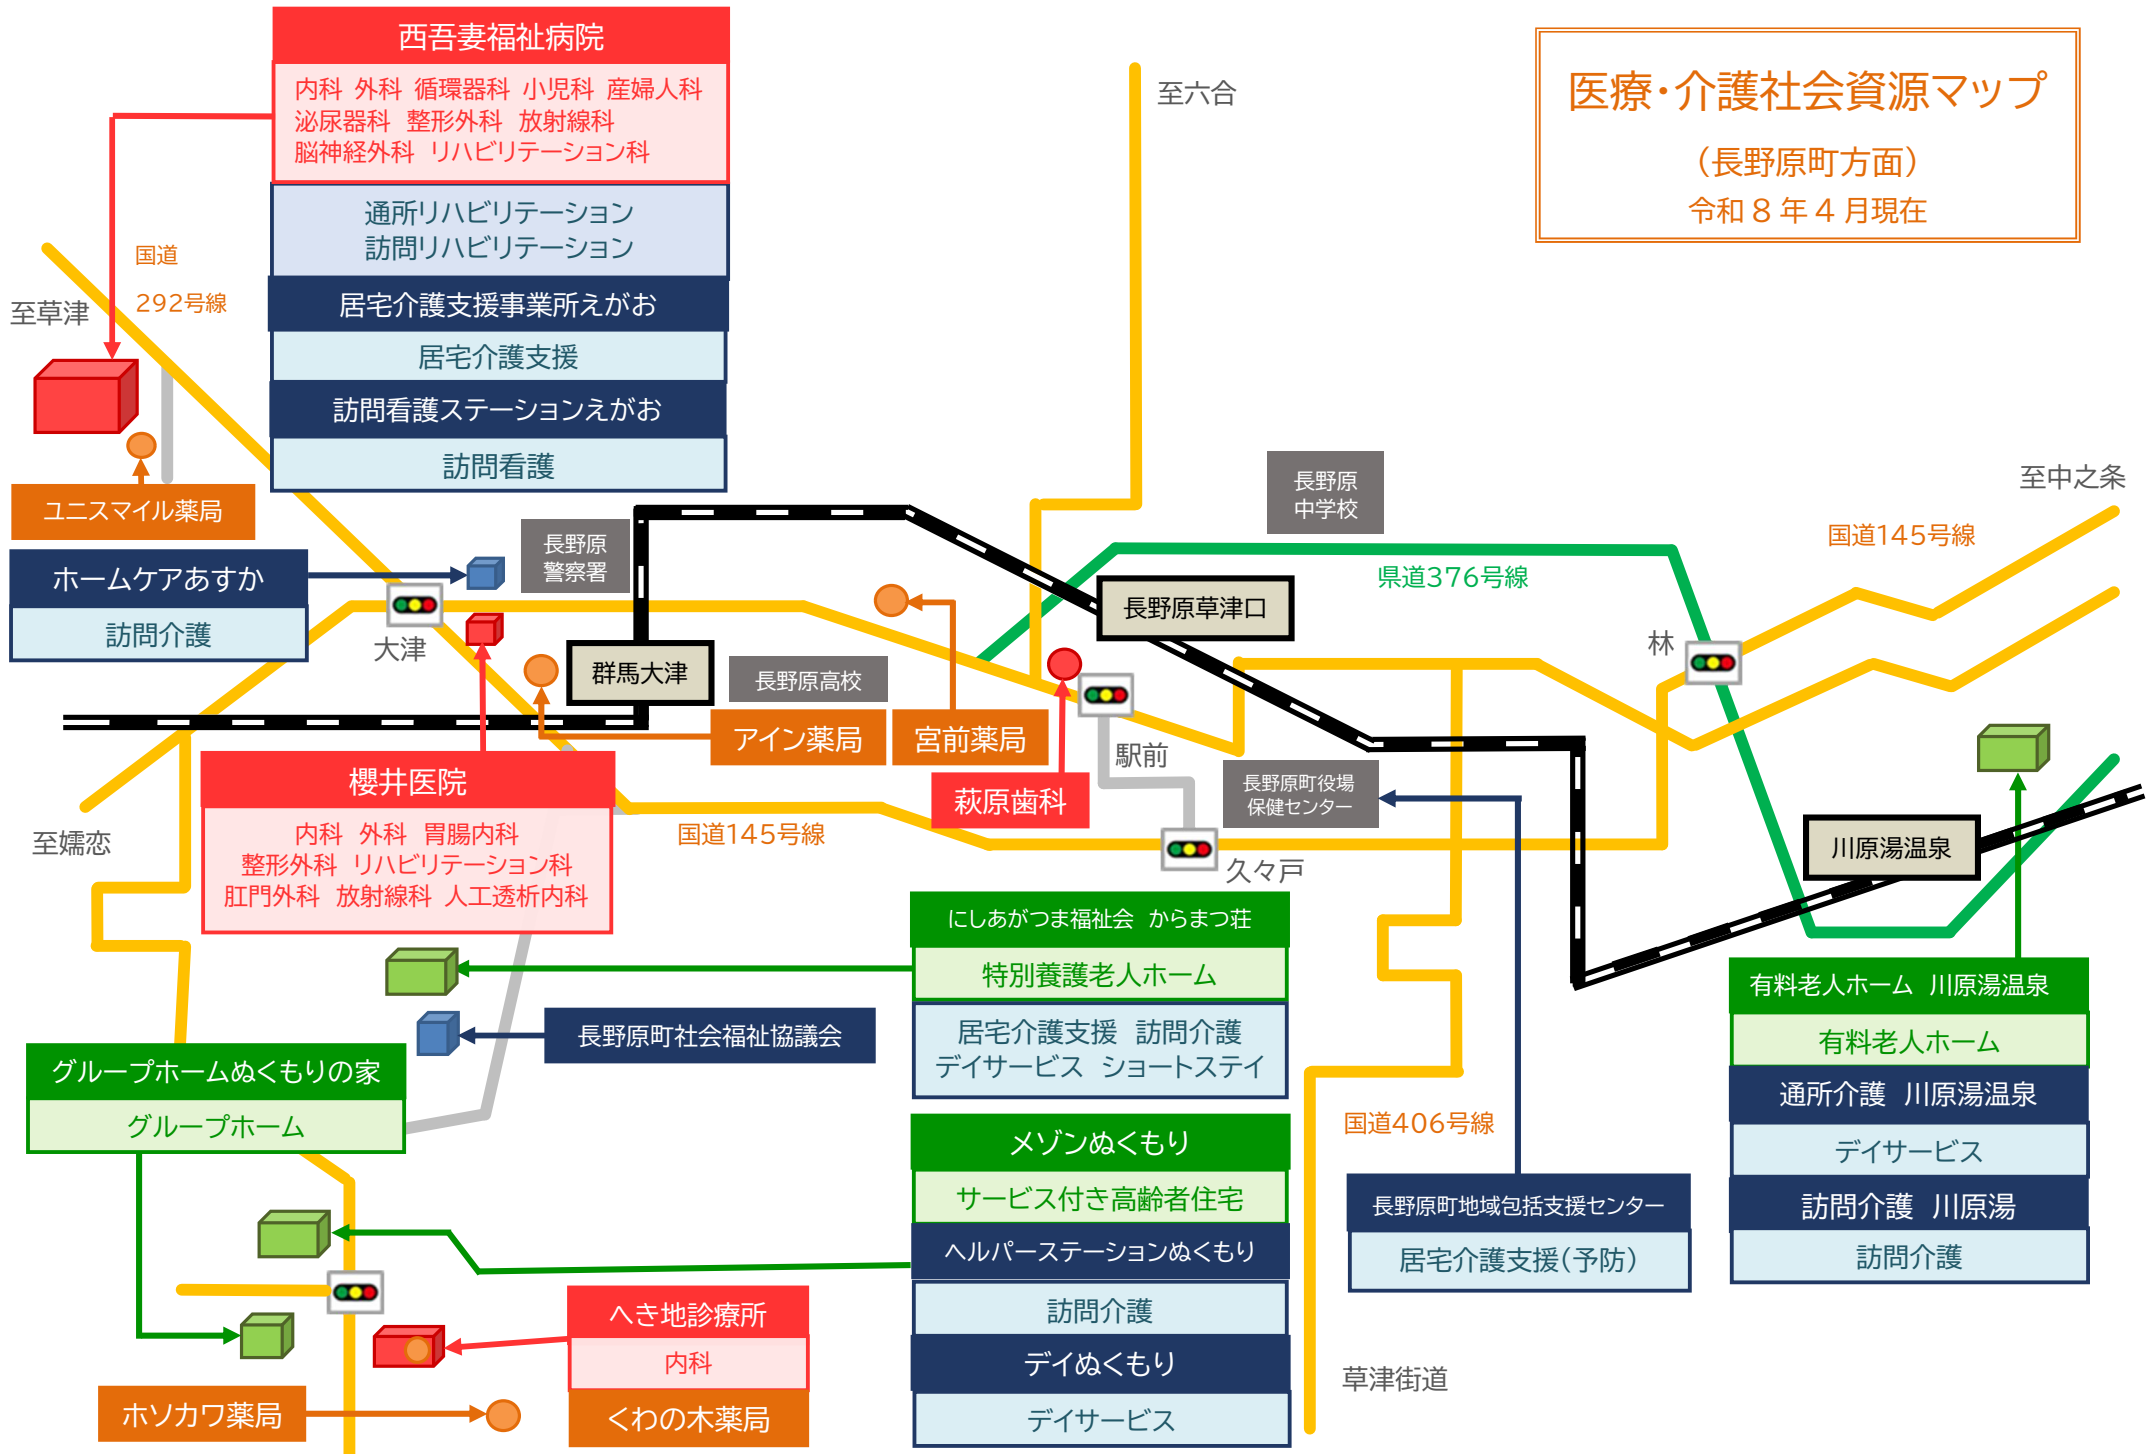 西吾妻福祉病院
内科 外科 循環器科 小児科 産婦人科
泌尿器科 整形外科 放射線科
脳神経外科 リハビリテーション科
通所リハビリテーション
訪問リハビリテーション
居宅介護支援事業所えがお
居宅介護支援
訪問看護ステーションえがお
訪問看護
医療・介護社会資源マップ
（長野原町方面）
令和８年４月現在
至六合
国道
292号線
至草津
ユニスマイル薬局
ホームケアあすか
訪問介護
長野原
警察署
大津
群馬大津
長野原高校
アイン薬局
宮前薬局
萩原歯科
長野原
中学校
県道376号線
長野原草津口
至中之条
国道145号線
林
駅前
長野原町役場
保健センター
久々戸
川原湯温泉
至嬬恋
櫻井医院
内科 外科 胃腸内科
整形外科 リハビリテーション科
肛門外科 放射線科 人工透析内科
国道145号線
にしあがつま福祉会 からまつ荘
特別養護老人ホーム
居宅介護支援 訪問介護
デイサービス ショートステイ
長野原町社会福祉協議会
グループホームぬくもりの家
グループホーム
メゾンぬくもり
サービス付き高齢者住宅
ヘルパーステーションぬくもり
訪問介護
デイぬくもり
デイサービス
国道406号線
長野原町地域包括支援センター
居宅介護支援（予防）
草津街道
有料老人ホーム 川原湯温泉
有料老人ホーム
通所介護 川原湯温泉
デイサービス
訪問介護 川原湯
訪問介護
へき地診療所
内科
くわの木薬局
ホソカワ薬局